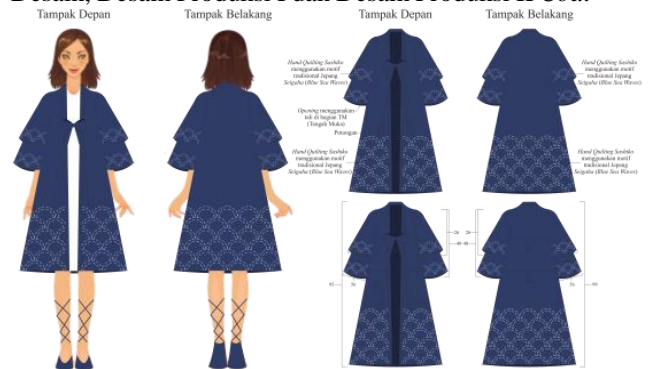 Desain, Desain Produksi I dan Desain Produksi II Coat.
Tampak Depan
Tampak Belakang
Tampak Depan
Tampak Belakang
Hand Quilting Sashiko
menggunakan motif
tradisional Jepang
Seigaha (Blue Sea Waves)
Opening menggunakan
tali di bagian TM
(Tengah Muka)
Potongan
Hand Quilting Sashiko
menggunakan motif
tradisional Jepang
Seigaha (Blue Sea Waves)
Hand Quilting Sashiko
menggunakan motif
tradisional Jepang
Seigaha (Blue Sea Waves)
Hand Quilting Sashiko
menggunakan motif
tradisional Jepang
Seigaha (Blue Sea Waves)